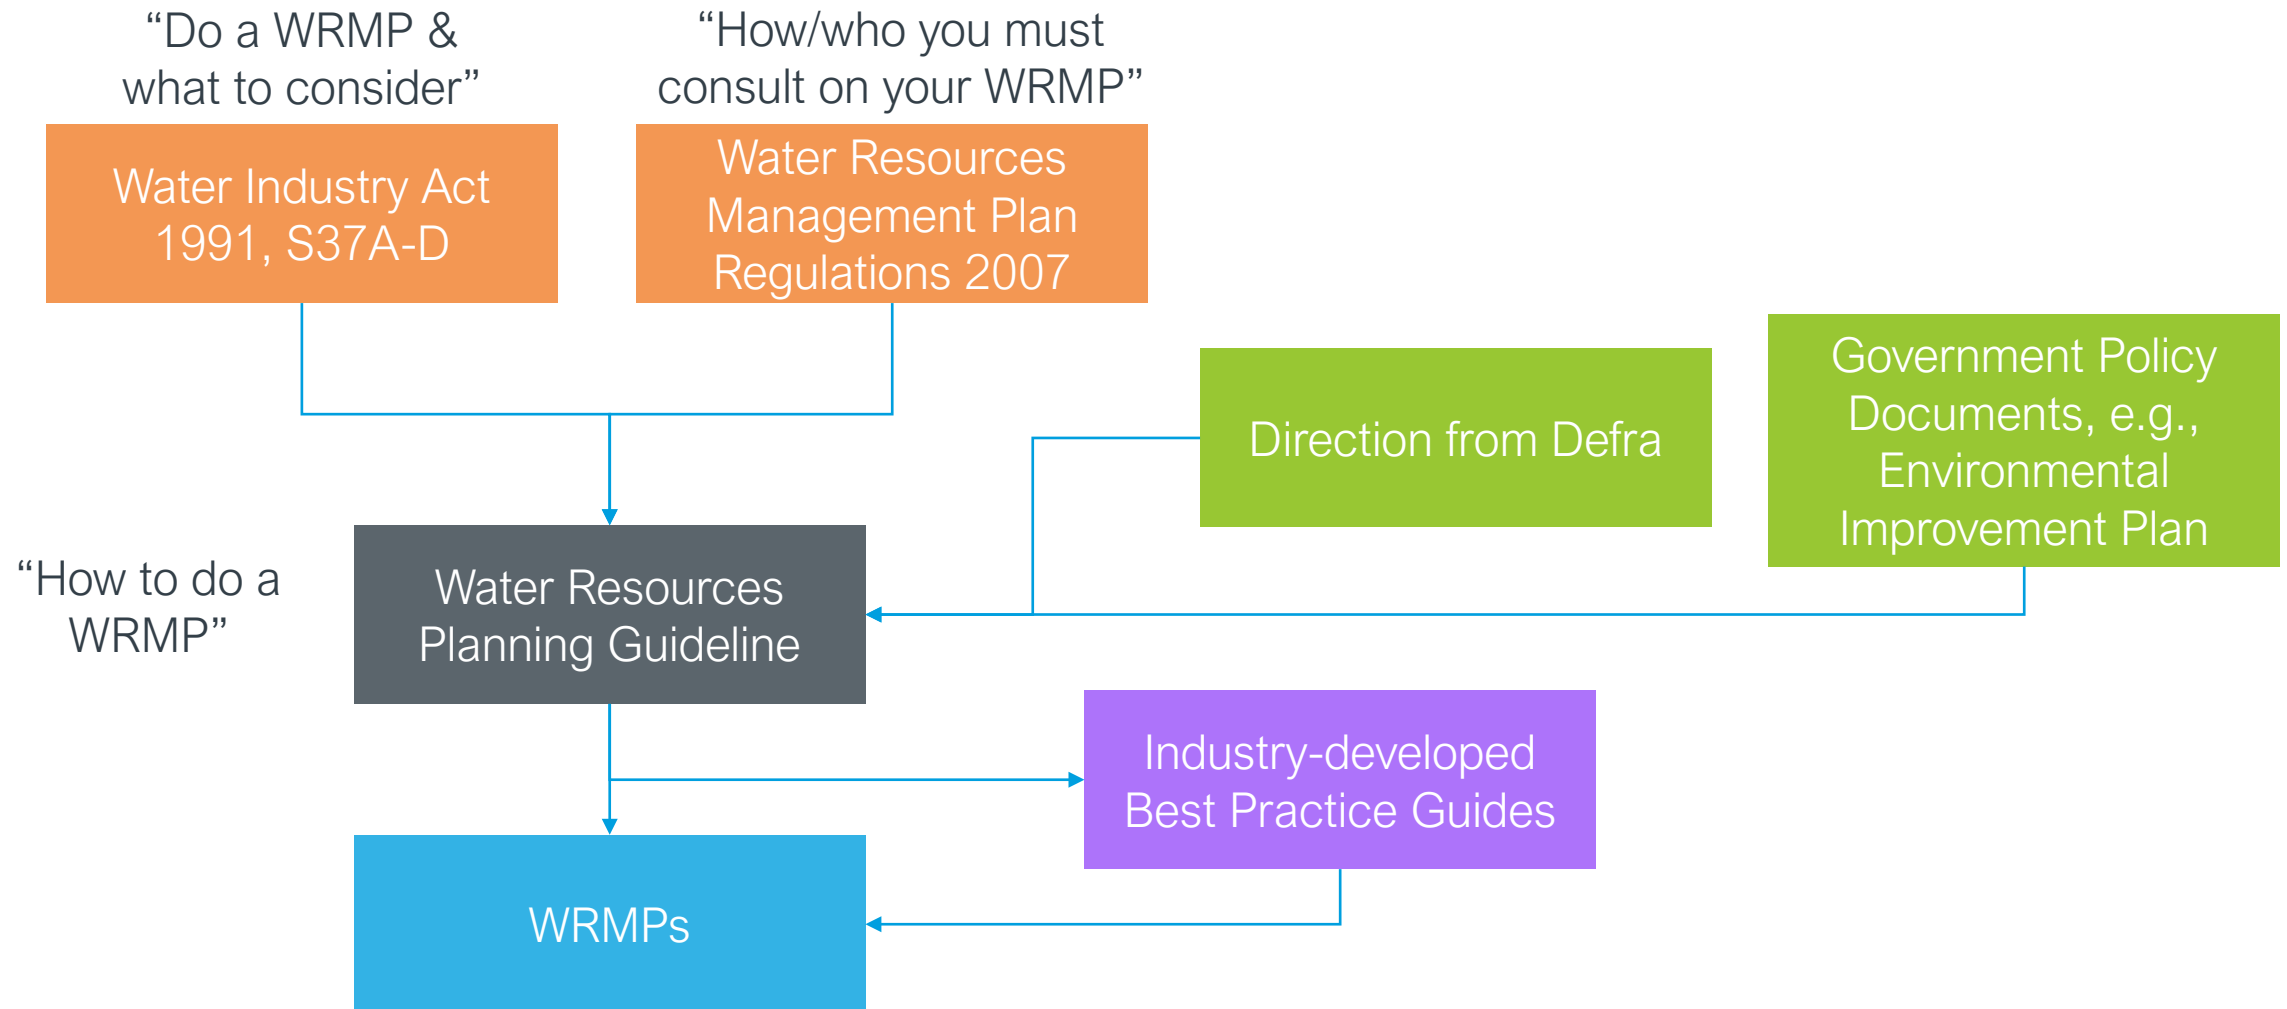 “Do a WRMP &
what to consider”
“How/who you must
consult on your WRMP”
Water Industry Act
1991, S37A-D
Water Resources
Management Plan
Regulations 2007
Direction from Defra
Government Policy
Documents, e.g.,
Environmental
Improvement Plan
“How to do a
WRMP”
Water Resources
Planning Guideline
Industry-developed
Best Practice Guides
WRMPs